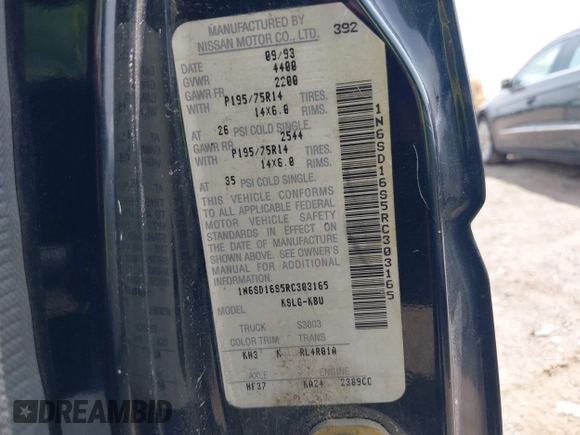 MANUFACTURED BY
NISSAN MOTOR CO., LTD. 392
DATE 09/93
GVWR 4400
GAWR FR 2200
WITH P195/75R14 TIRES.
14X6.0 RIMS.
AT 26 PSI COLD SINGLE.
GAWR RR 2544
WITH P195/75R14 TIRES.
14X6.0 RIMS.
AT 35 PSI COLD SINGLE.
THIS VEHICLE CONFORMS
TO ALL APPLICABLE FEDERAL
MOTOR VEHICLE SAFETY
STANDARDS IN EFFECT ON
THE DATE OF MANUFACTURE
SHOWN ABOVE. SEE OWNER'S
MANUAL FOR ADDITIONAL
INFORMATION.
1N6SD16S5RC303165
MODEL KSLG-KBU
TRUCK S3803
COLOR TRIM TRANS
KH3 K RL4R01A
AXLE ENGINE
HF37 KA24 2389CC
1N6SD16S5RC303165
DREAMBID.COM